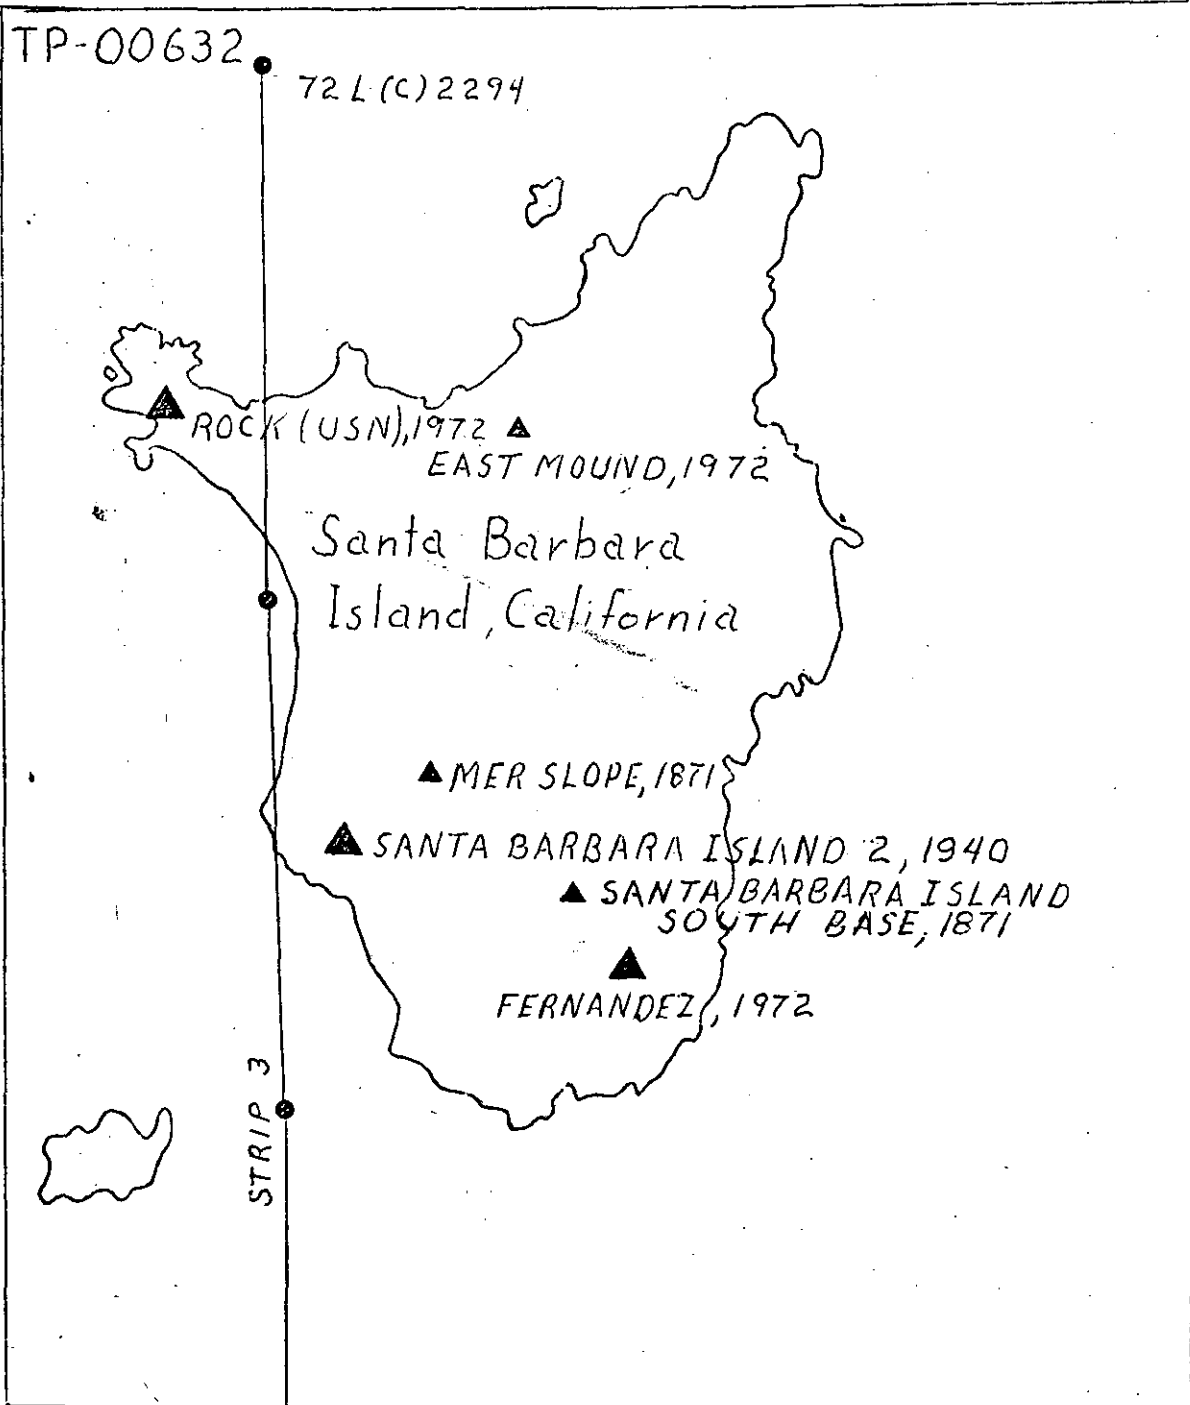 TP-00632
72 L (C) 2294
ROCK (USN), 1972
EAST MOUND, 1972
Santa Barbara
Island, California
MER SLOPE, 1871
SANTA BARBARA ISLAND 2, 1940
SANTA BARBARA ISLAND
SOUTH BASE, 1871
FERNANDEZ, 1972
STRIP 3